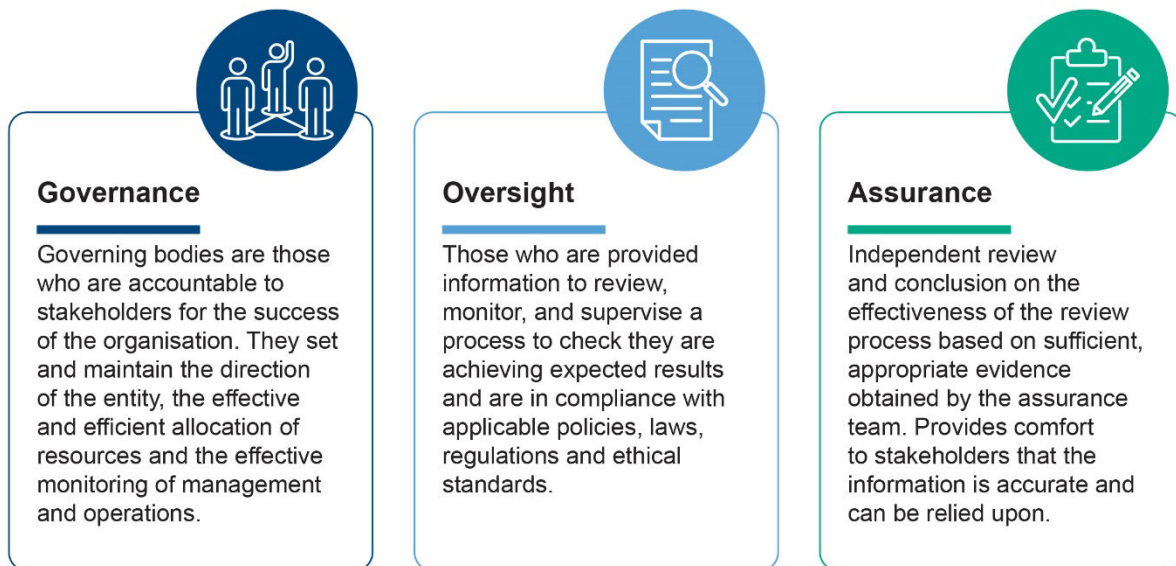 Governance
Governing bodies are those
who are accountable to
stakeholders for the success
of the organisation. They set
and maintain the direction
of the entity, the effective
and efficient allocation of
resources and the effective
monitoring of management
and operations.
Oversight
Those who are provided
information to review,
monitor, and supervise a
process to check they are
achieving expected results
and are in compliance with
applicable policies, laws,
regulations and ethical
standards.
Assurance
Independent review
and conclusion on the
effectiveness of the review
process based on sufficient,
appropriate evidence
obtained by the assurance
team. Provides comfort
to stakeholders that the
information is accurate and
can be relied upon.